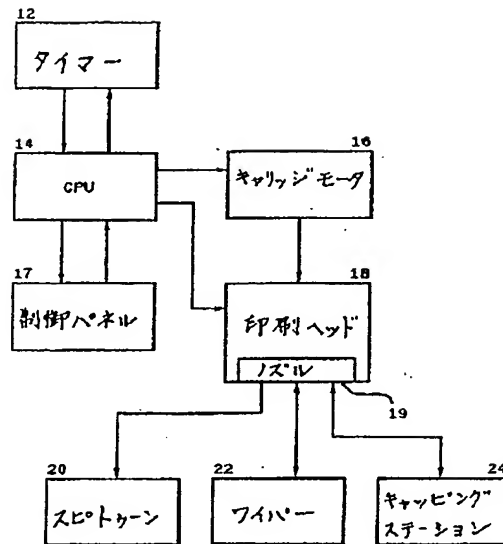 12
タイマー
14
CPU
16
キャリッジモータ
17
制御パネル
18
印刷ヘッド
ノズル
19
20
スピトゥーン
22
ワイパー
24
キャッピング
ステーション